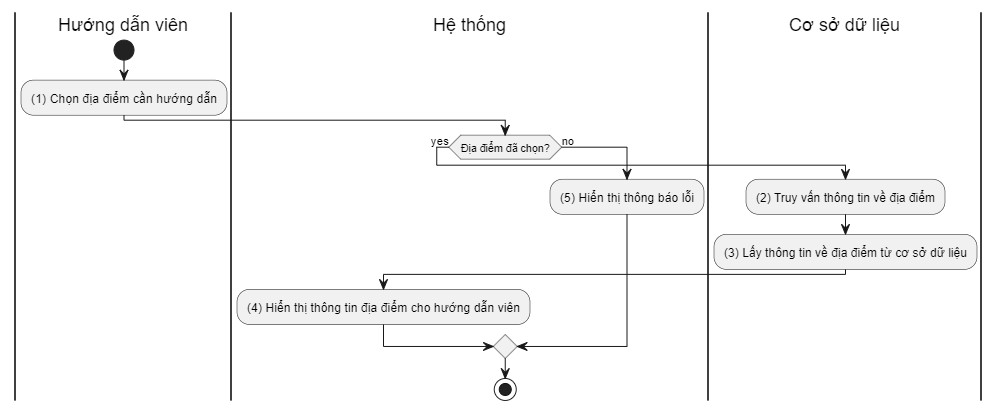 Hướng dẫn viên
Hệ thống
Cơ sở dữ liệu
(1) Chọn địa điểm cần hướng dẫn
yes
Địa điểm đã chọn?
no
(5) Hiển thị thông báo lỗi
(2) Truy vấn thông tin về địa điểm
(3) Lấy thông tin về địa điểm từ cơ sở dữ liệu
(4) Hiển thị thông tin địa điểm cho hướng dẫn viên